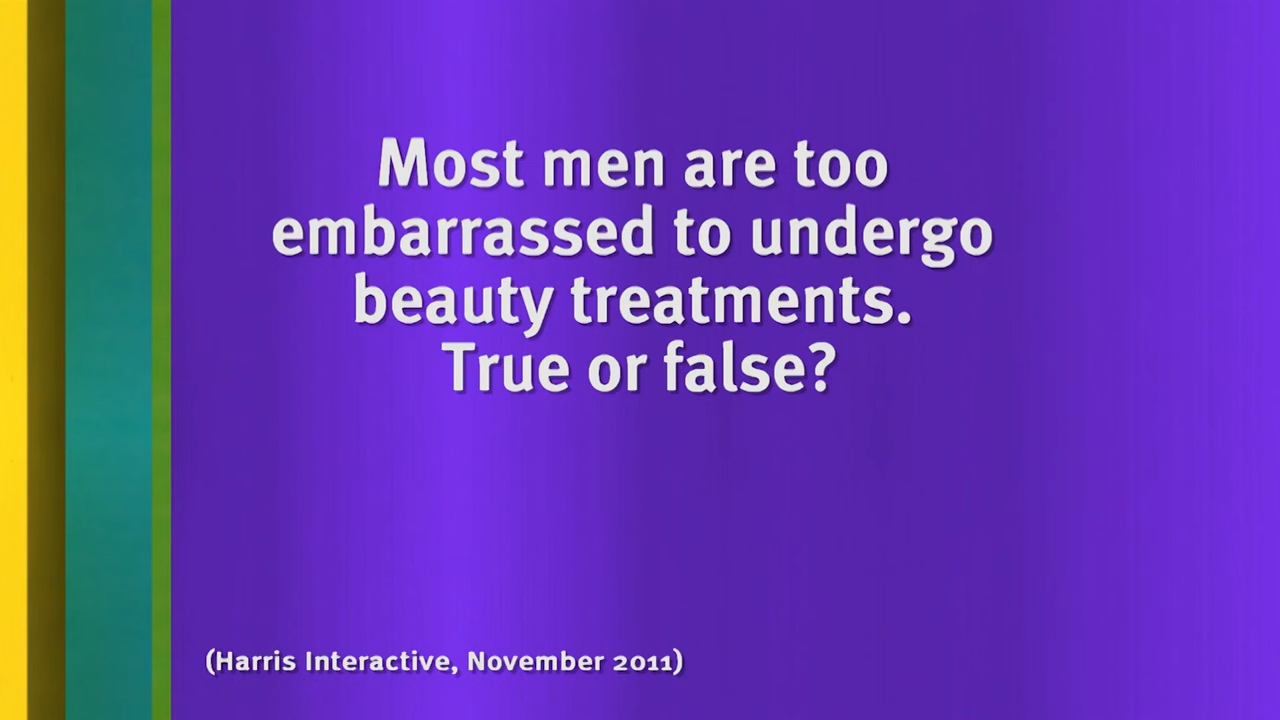 Most men are too
embarrassed to undergo
beauty treatments.
True or false?
(Harris Interactive, November 2011)